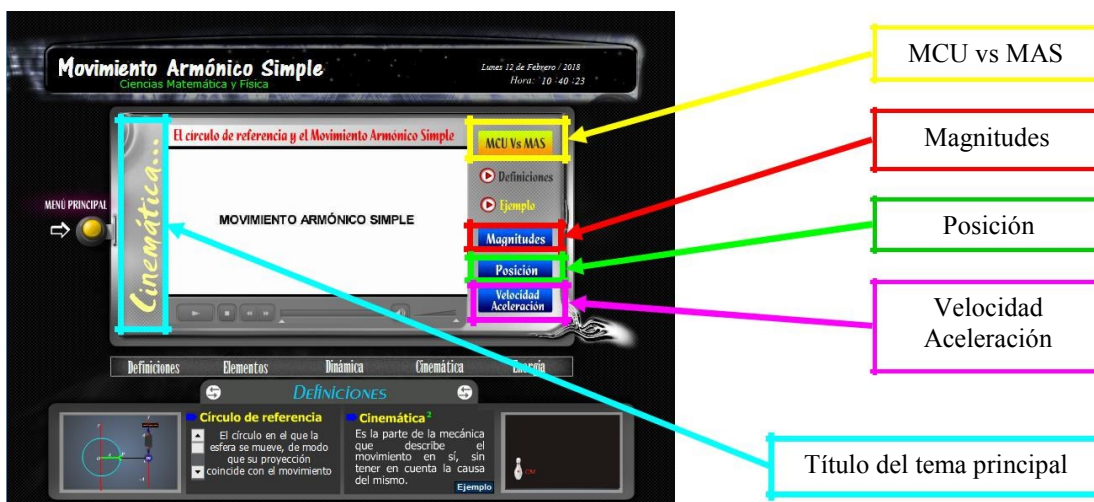 Movimiento Armónico Simple
Ciencias Matemática y Física
Lunes 12 de Febrero / 2018
Hora: 10 :40 :23
El círculo de referencia y el Movimiento Armónico Simple
Cinemática...
MENÚ PRINCIPAL
MOVIMIENTO ARMÓNICO SIMPLE
MCU Vs MAS
Definiciones
Ejemplo
Magnitudes
Posición
Velocidad
Aceleración
Definiciones Elementos Dinámica Cinemática Energía
DEFINICIONES
Círculo de referencia
El círculo en el que la
esfera se mueve, de modo
que su proyección
coincide con el movimiento
Cinemática 2
Es la parte de la mecánica
que describe el
movimiento en sí, sin
tener en cuenta la causa
del mismo.
Ejemplo
MCU vs MAS
Magnitudes
Posición
Velocidad
Aceleración
Título del tema principal